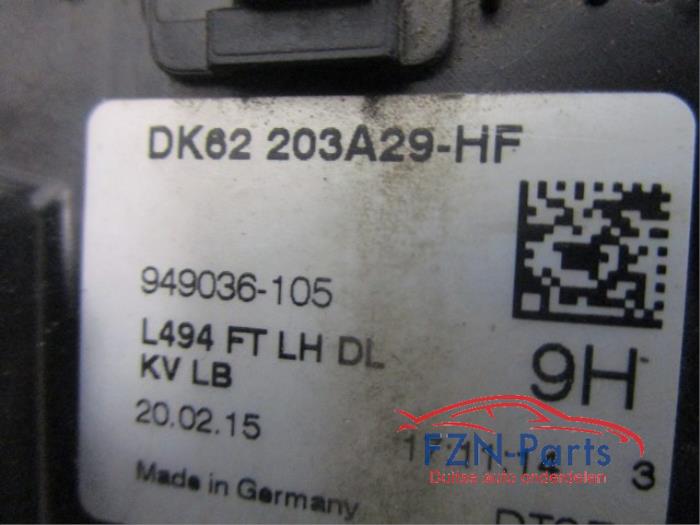 DK62 203A29-HF
949036-105
L494 FT LH DL
KV LB
9H
20.02.15
3
Made in Germany
FZN-Parts
Duitse auto onderdelen